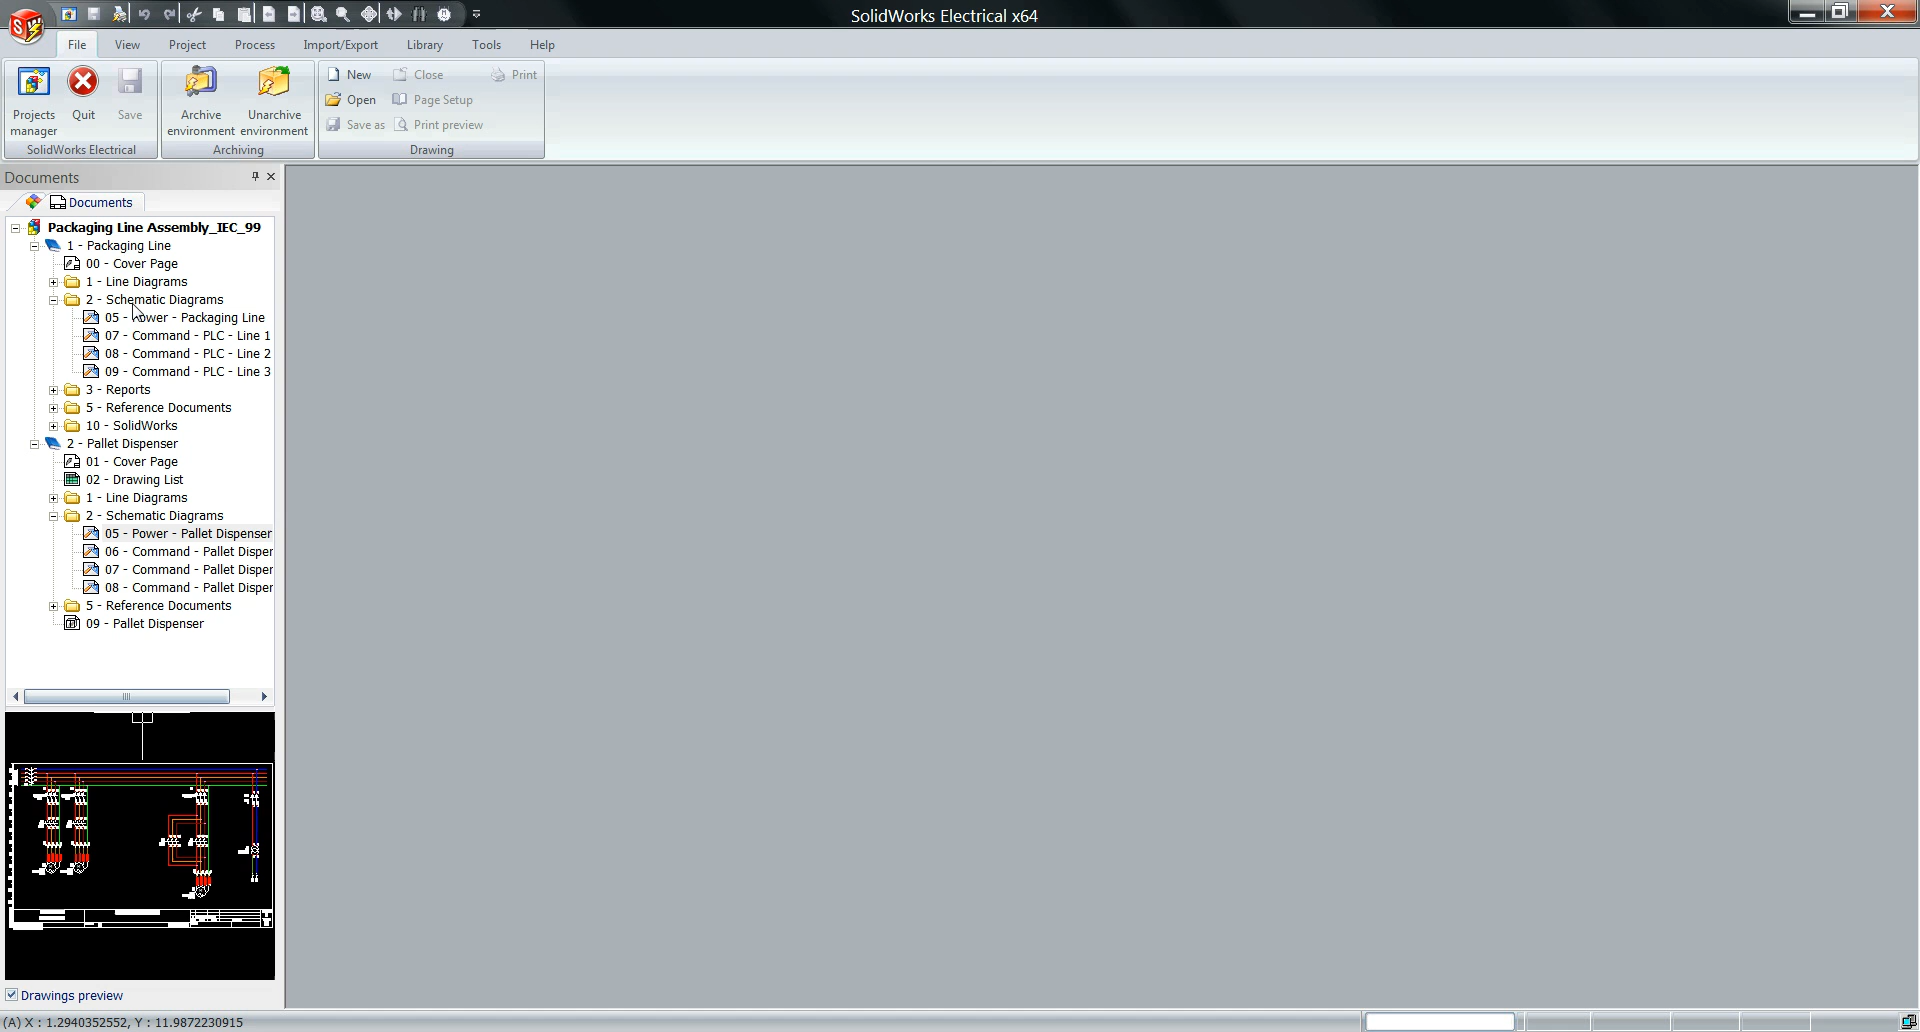 SolidWorks Electrical x64
File View Project Process Import/Export Library Tools Help
Projects manager
Quit
Save
SolidWorks Electrical
Archive environment
Unarchive environment
Archiving
New Close Print
Open Page Setup
Save as Print preview
Drawing
Documents
Documents
Packaging Line Assembly_IEC_99
1 - Packaging Line
00 - Cover Page
1 - Line Diagrams
2 - Schematic Diagrams
05 - Power - Packaging Line
07 - Command - PLC - Line 1
08 - Command - PLC - Line 2
09 - Command - PLC - Line 3
3 - Reports
5 - Reference Documents
10 - SolidWorks
2 - Pallet Dispenser
01 - Cover Page
02 - Drawing List
1 - Line Diagrams
2 - Schematic Diagrams
05 - Power - Pallet Dispenser
06 - Command - Pallet Disper
07 - Command - Pallet Disper
08 - Command - Pallet Disper
5 - Reference Documents
09 - Pallet Dispenser
Drawings preview
(A) X : 1.2940352552, Y : 11.9872230915